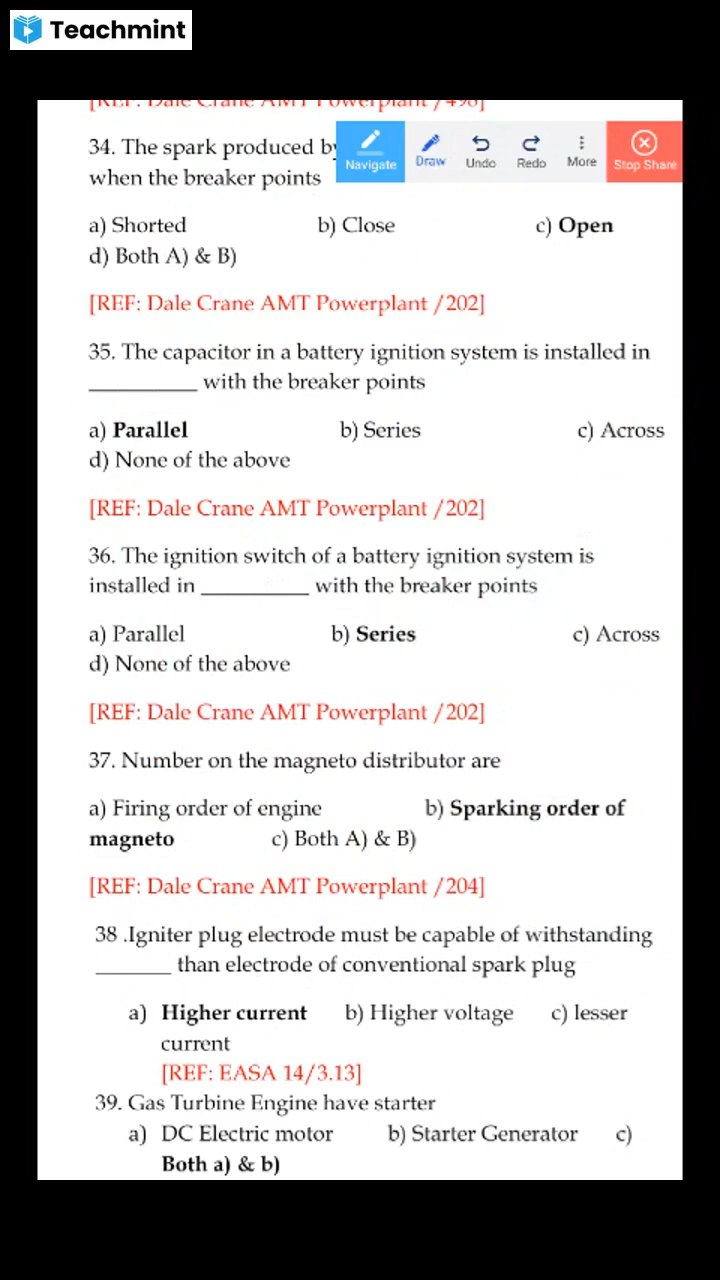 Teachmint
[REF: Dale Crane AMT Powerplant /498]
34. The spark produced by
when the breaker points
Navigate
Draw
Undo
Redo
More
Stop Share
a) Shorted b) Close c) Open
d) Both A) & B)
[REF: Dale Crane AMT Powerplant /202]
35. The capacitor in a battery ignition system is installed in
__________ with the breaker points
a) Parallel b) Series c) Across
d) None of the above
[REF: Dale Crane AMT Powerplant /202]
36. The ignition switch of a battery ignition system is
installed in __________ with the breaker points
a) Parallel b) Series c) Across
d) None of the above
[REF: Dale Crane AMT Powerplant /202]
37. Number on the magneto distributor are
a) Firing order of engine b) Sparking order of
magneto c) Both A) & B)
[REF: Dale Crane AMT Powerplant /204]
38 .Igniter plug electrode must be capable of withstanding
_______ than electrode of conventional spark plug
a) Higher current b) Higher voltage c) lesser
current
[REF: EASA 14/3.13]
39. Gas Turbine Engine have starter
a) DC Electric motor b) Starter Generator c)
Both a) & b)